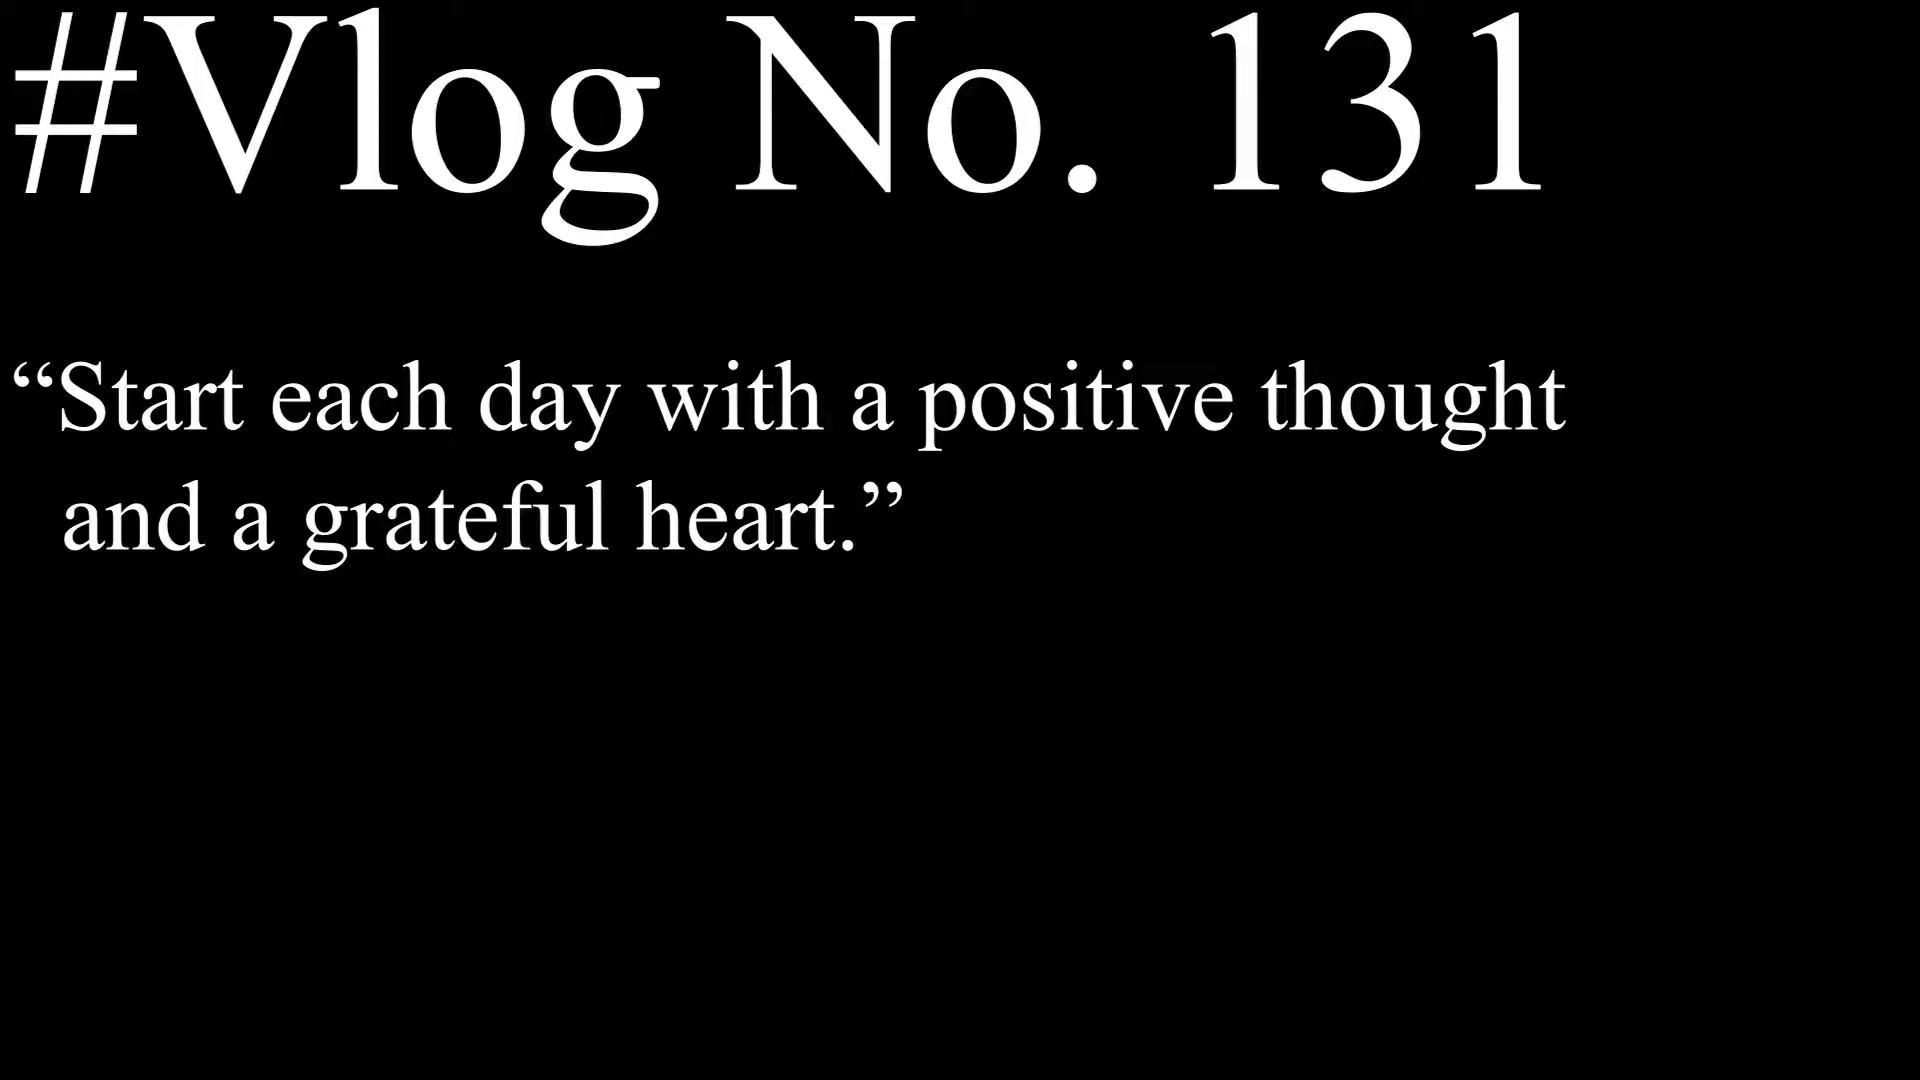 #Vlog No. 131
“Start each day with a positive thought
and a grateful heart.”